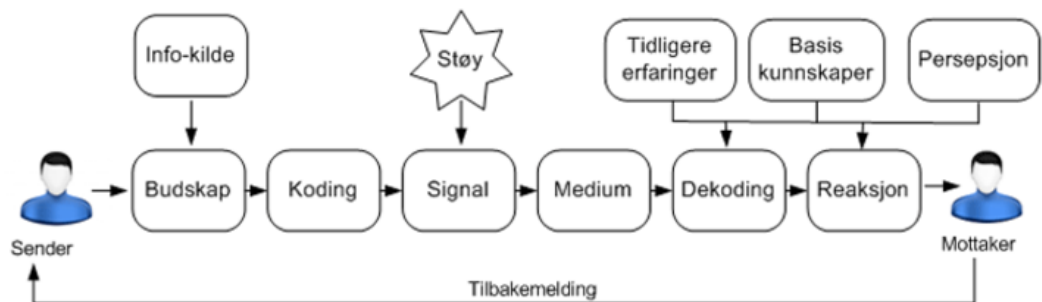 Info-kilde
Støy
Tidligere
erfaringer
Basis
kunnskaper
Persepsjon
Budskap
Koding
Signal
Medium
Dekoding
Reaksjon
Sender
Mottaker
Tilbakemelding